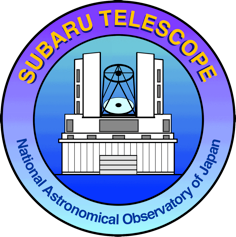 SUBARU TELESCOPE
National Astronomical Observatory of Japan